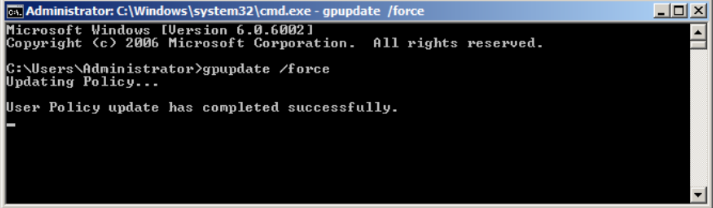 Administrator: C:\Windows\system32\cmd.exe - gpupdate /force
Microsoft Windows [Version 6.0.6002]
Copyright (c) 2006 Microsoft Corporation.  All rights reserved.
C:\Users\Administrator>gpupdate /force
Updating Policy...
User Policy update has completed successfully.